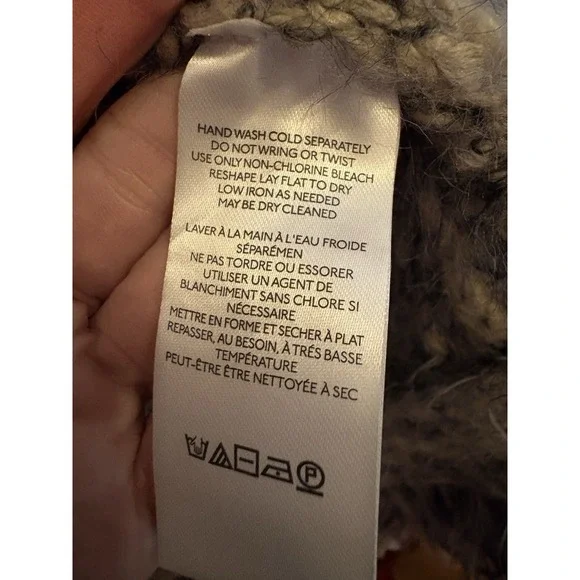 HAND WASH COLD SEPARATELY
DO NOT WRING OR TWIST
USE ONLY NON-CHLORINE BLEACH
RESHAPE LAY FLAT TO DRY
LOW IRON AS NEEDED
MAY BE DRY CLEANED
LAVER À LA MAIN À L'EAU FROIDE
SÉPARÉMEN
NE PAS TORDRE OU ESSORER
UTILISER UN AGENT DE
BLANCHIMENT SANS CHLORE SI
NÉCESSAIRE
METTRE EN FORME ET SECHER À PLAT
REPASSER, AU BESOIN, À TRÉS BASSE
TEMPÉRATURE
PEUT-ÊTRE ÊTRE NETTOYÉE À SEC
P